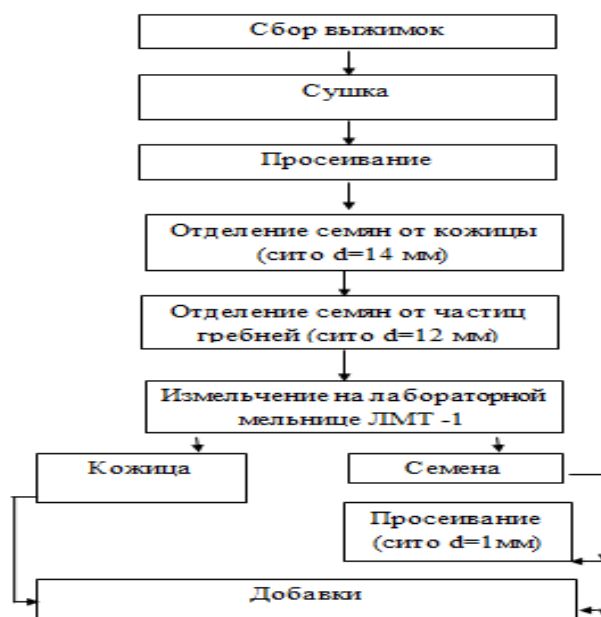 Сбор выжимок
Сушка
Просеивание
Отделение семян от кожицы
(сито d=14 мм)
Отделение семян от частиц
гребней (сито d=12 мм)
Измельчение на лабораторной
мельнице ЛМТ -1
Кожица
Семена
Просеивание
(сито d=1мм)
Добавки